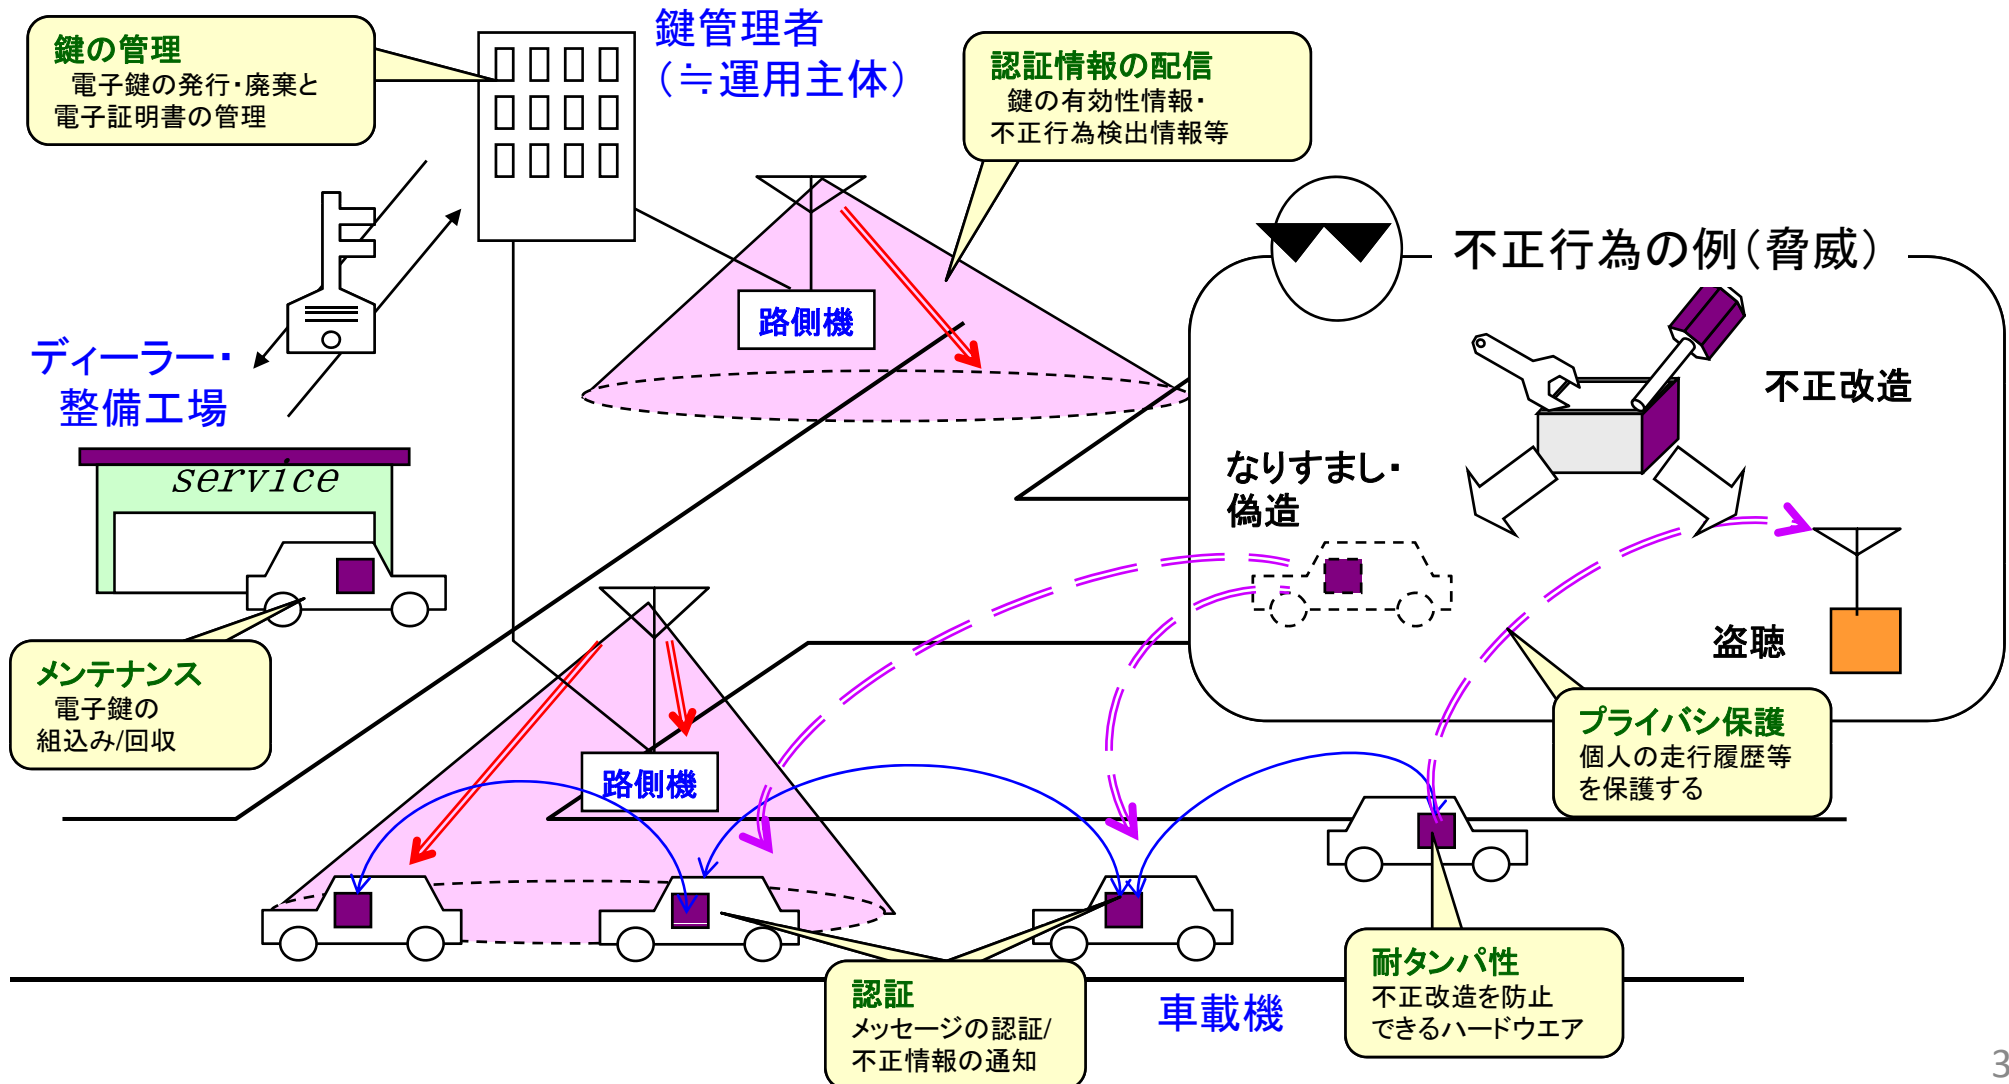 鍵の管理
電子鍵の発行・廃棄と
電子証明書の管理
鍵管理者
（≒運用主体）
認証情報の配信
鍵の有効性情報・
不正行為検出情報等
不正行為の例（脅威）
路側機
ディーラー・
整備工場
不正改造
service
なりすまし・
偽造
盗聴
メンテナンス
電子鍵の
組込み/回収
プライバシ保護
個人の走行履歴等
を保護する
路側機
認証
メッセージの認証/
不正情報の通知
車載機
耐タンパ性
不正改造を防止
できるハードウエア
3